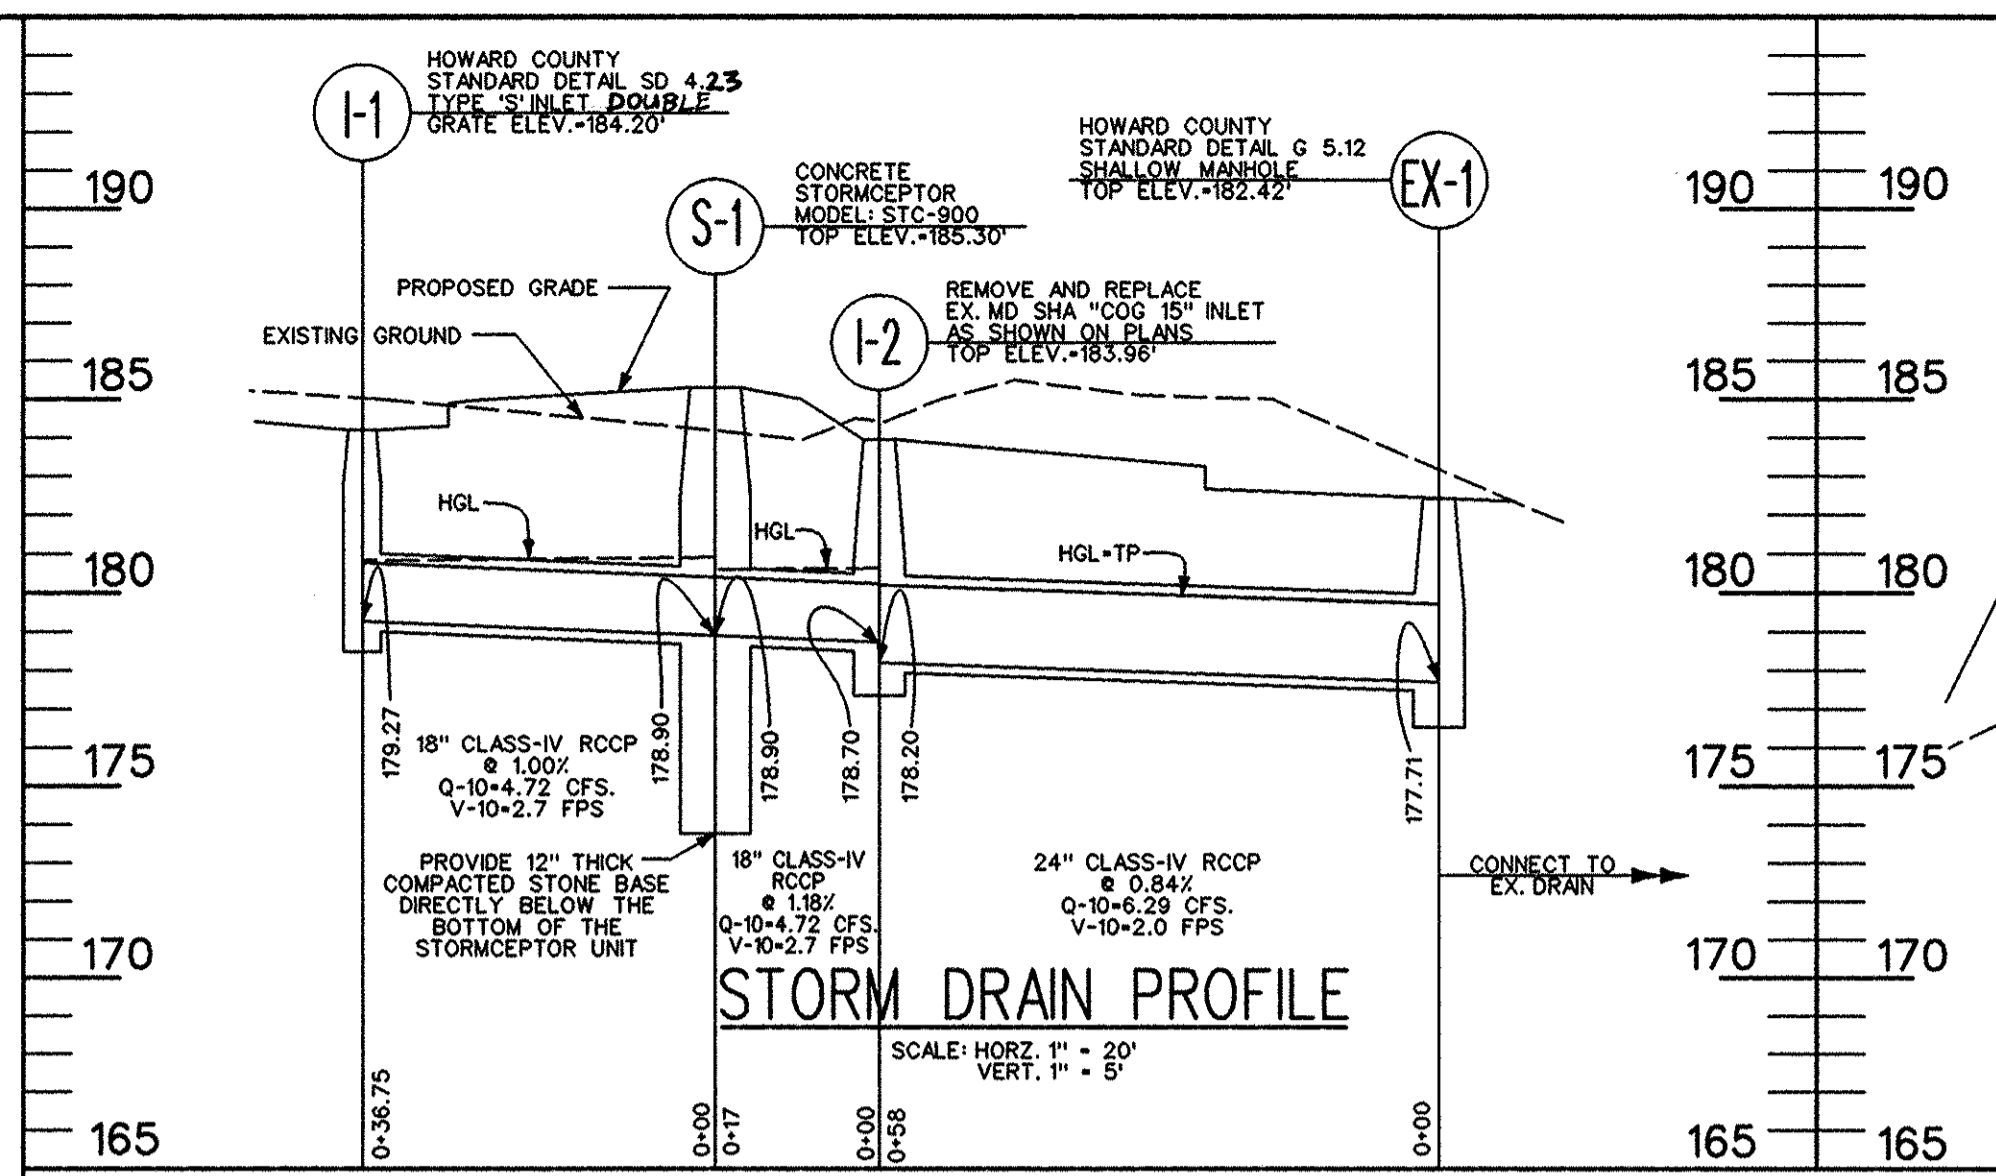 I-1
HOWARD COUNTY
STANDARD DETAIL SD 4.23
TYPE 'S' INLET DOUBLE
GRATE ELEV.=184.20'
S-1
CONCRETE
STORMCEPTOR
MODEL: STC-900
TOP ELEV.=185.30'
HOWARD COUNTY
STANDARD DETAIL G 5.12
SHALLOW MANHOLE
TOP ELEV.=182.42'
EX-1
I-2
REMOVE AND REPLACE
EX. MD SHA "COG 15" INLET
AS SHOWN ON PLANS
TOP ELEV.=183.96'
PROPOSED GRADE
EXISTING GROUND
HGL
HGL
HGL=TP
190
185
180
175
170
165
190
185
180
175
170
165
190
185
180
175
170
165
179.27
178.90
178.90
178.70
178.20
177.71
18" CLASS-IV RCCP
@ 1.00%
Q-10=4.72 CFS.
V-10=2.7 FPS
PROVIDE 12" THICK
COMPACTED STONE BASE
DIRECTLY BELOW THE
BOTTOM OF THE
STORMCEPTOR UNIT
18" CLASS-IV
RCCP
@ 1.18%
Q-10=4.72 CFS.
V-10=2.7 FPS
24" CLASS-IV RCCP
@ 0.84%
Q-10=6.29 CFS.
V-10=2.0 FPS
CONNECT TO
EX. DRAIN
STORM DRAIN PROFILE
SCALE: HORZ. 1" = 20'
VERT. 1" = 5'
0+36.75
0+00
0+17
0+00
0+58
0+00